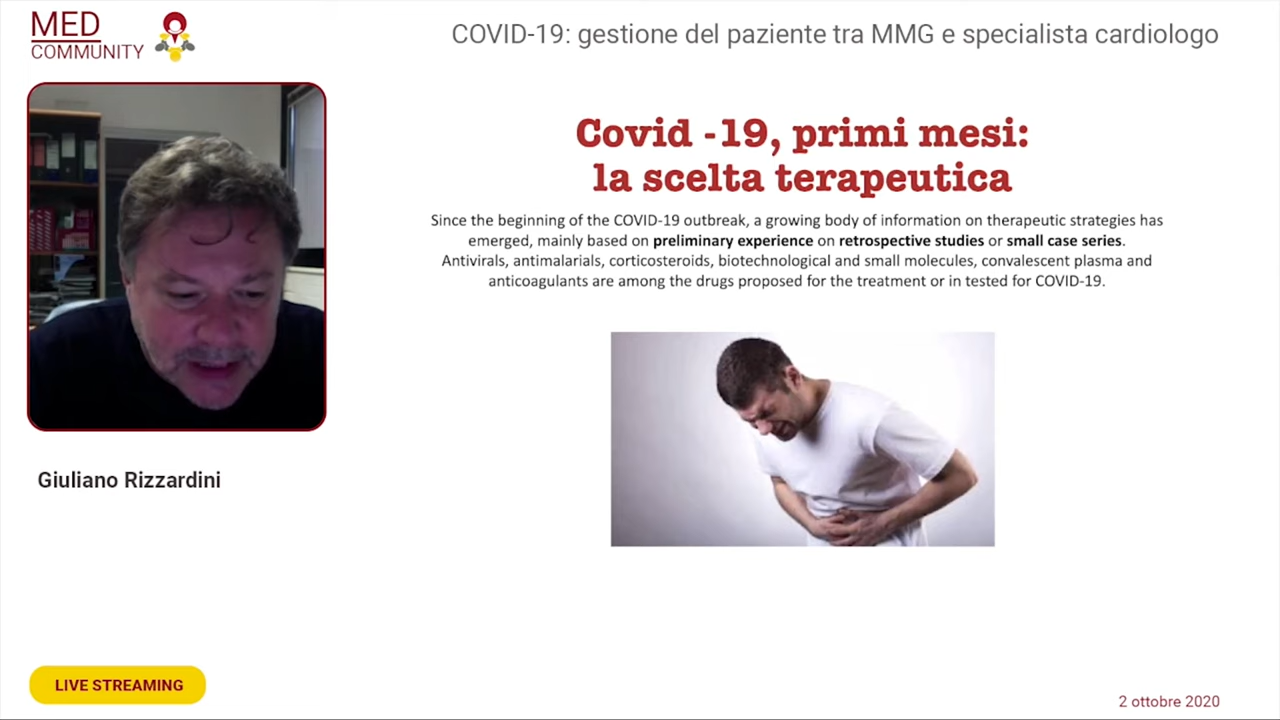 MED
COMMUNITY
COVID-19: gestione del paziente tra MMG e specialista cardiologo
Covid -19, primi mesi:
la scelta terapeutica
Since the beginning of the COVID-19 outbreak, a growing body of information on therapeutic strategies has
emerged, mainly based on preliminary experience on retrospective studies or small case series.
Antivirals, antimalarials, corticosteroids, biotechnological and small molecules, convalescent plasma and
anticoagulants are among the drugs proposed for the treatment or in tested for COVID-19.
Giuliano Rizzardini
LIVE STREAMING
2 ottobre 2020